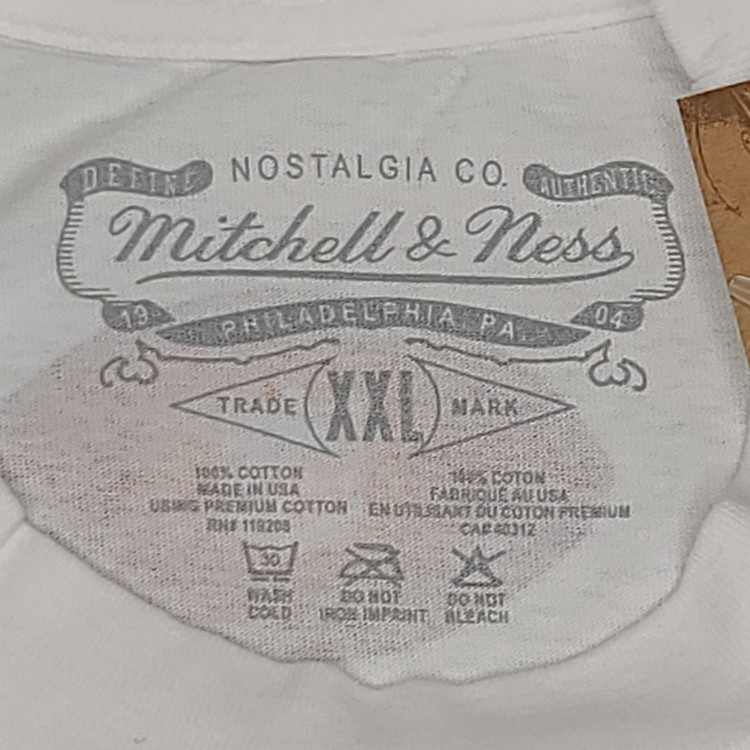 DEFINE NOSTALGIA CO. AUTHENTIC
Mitchell & Ness
19 PHILADELPHIA PA. 04
TRADE XXL MARK
100% COTTON
MADE IN USA
USING PREMIUM COTTON
RN# 119208
100% COTON
FABRIQUÉ AU USA
EN UTILISANT DU COTON PREMIUM
CA# 40312
30
WASH
COLD
DO NOT
IRON IMPRINT
DO NOT
BLEACH